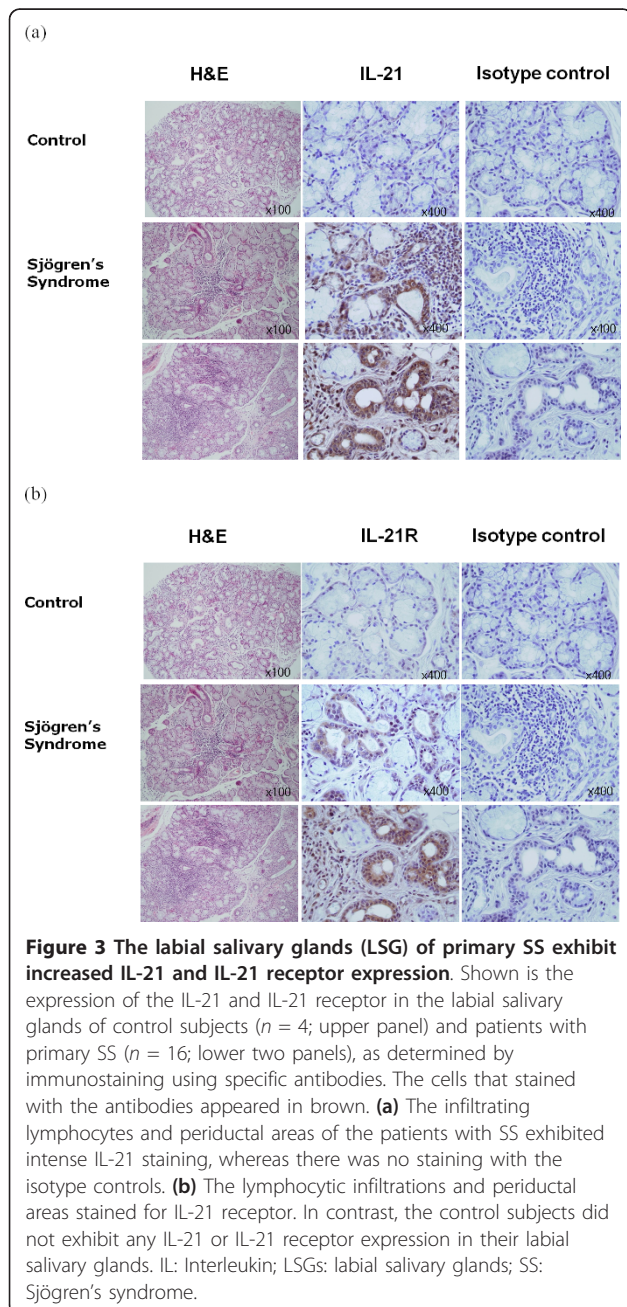 (a)
H&E IL-21 Isotype control
Control
x100 x400 x400
Sjögren's
Syndrome
x100 x400 x400
(b)
H&E IL-21R Isotype control
Control
x100 x400 x400
Sjögren's
Syndrome
x100 x400 x400
Figure 3 The labial salivary glands (LSG) of primary SS exhibit
increased IL-21 and IL-21 receptor expression. Shown is the
expression of the IL-21 and IL-21 receptor in the labial salivary
glands of control subjects (n = 4; upper panel) and patients with
primary SS (n = 16; lower two panels), as determined by
immunostaining using specific antibodies. The cells that stained
with the antibodies appeared in brown. (a) The infiltrating
lymphocytes and periductal areas of the patients with SS exhibited
intense IL-21 staining, whereas there was no staining with the
isotype controls. (b) The lymphocytic infiltrations and periductal
areas stained for IL-21 receptor. In contrast, the control subjects did
not exhibit any IL-21 or IL-21 receptor expression in their labial
salivary glands. IL: Interleukin; LSGs: labial salivary glands; SS:
Sjögren's syndrome.